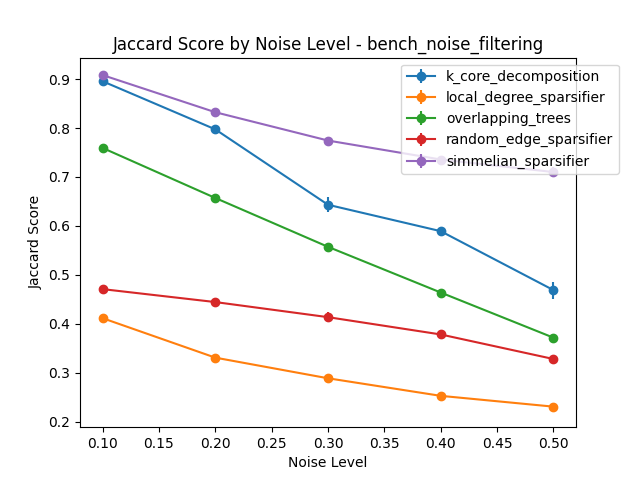 Jaccard Score by Noise Level - bench_noise_filtering
k_core_decomposition
local_degree_sparsifier
overlapping_trees
random_edge_sparsifier
simmelian_sparsifier
Jaccard Score
0.9
0.8
0.7
0.6
0.5
0.4
0.3
0.2
0.10 0.15 0.20 0.25 0.30 0.35 0.40 0.45 0.50
Noise Level